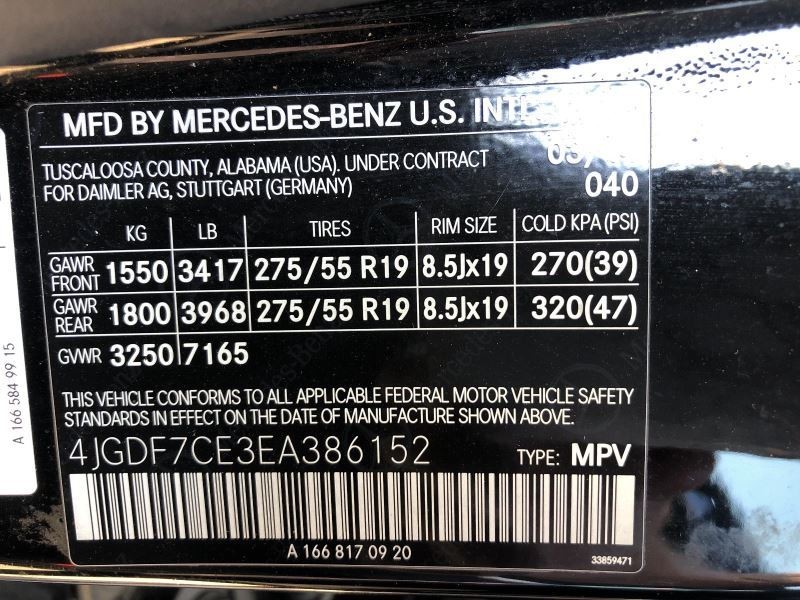 MFD BY MERCEDES-BENZ U.S. INTL
TUSCALOOSA COUNTY, ALABAMA (USA). UNDER CONTRACT
FOR DAIMLER AG, STUTTGART (GERMANY)
040
KG LB TIRES RIM SIZE COLD KPA (PSI)
GAWR FRONT 1550 3417 275/55 R19 8.5Jx19 270(39)
GAWR REAR 1800 3968 275/55 R19 8.5Jx19 320(47)
GVWR 3250 7165
THIS VEHICLE CONFORMS TO ALL APPLICABLE FEDERAL MOTOR VEHICLE SAFETY
STANDARDS IN EFFECT ON THE DATE OF MANUFACTURE SHOWN ABOVE.
4JGDF7CE3EA386152 TYPE: MPV
A 166 817 09 20
33859471
A 166 584 99 15